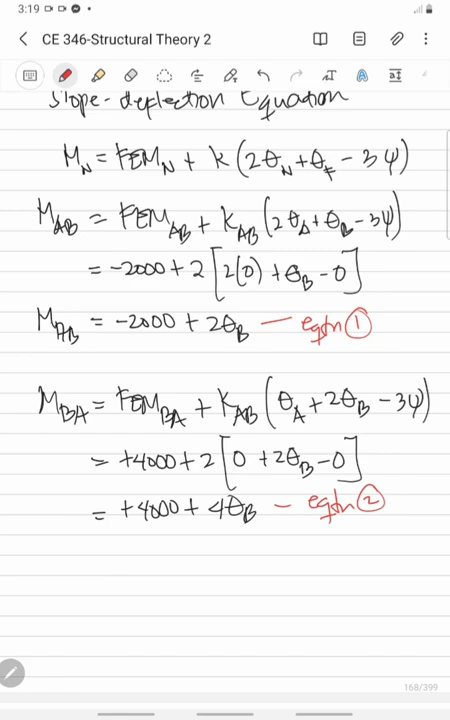 3:19
CE 346-Structural Theory 2
Slope-deflection Equation
M_N = FEM_N + K (2θ_N + θ_F - 3ψ)
M_AB = FEM_AB + K_AB (2θ_A + θ_B - 3ψ)
= -2000 + 2 [2(0) + θ_B - 0]
M_AB = -2000 + 2θ_B — eqtn ①
M_BA = FEM_BA + K_AB (θ_A + 2θ_B - 3ψ)
= +4000 + 2 [0 + 2θ_B - 0]
= +4000 + 4θ_B — eqtn ②
168/399